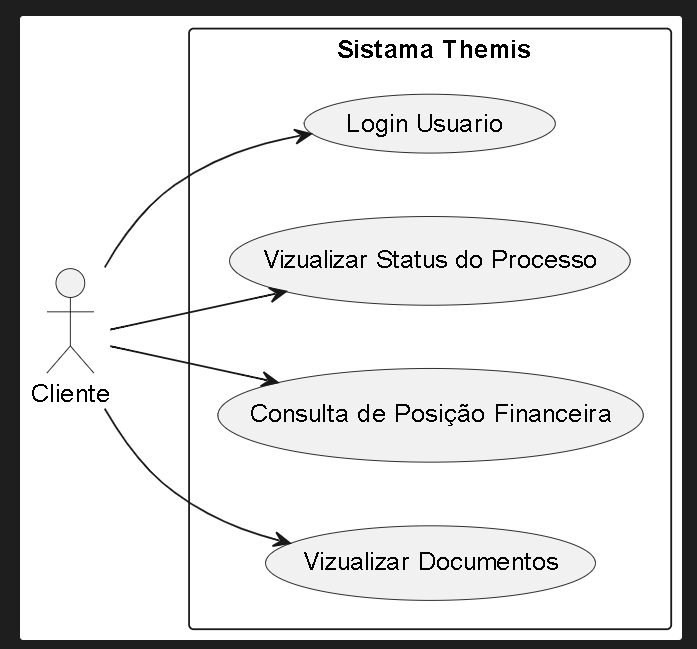 Sistama Themis
Login Usuario
Vizualizar Status do Processo
Cliente
Consulta de Posição Financeira
Vizualizar Documentos